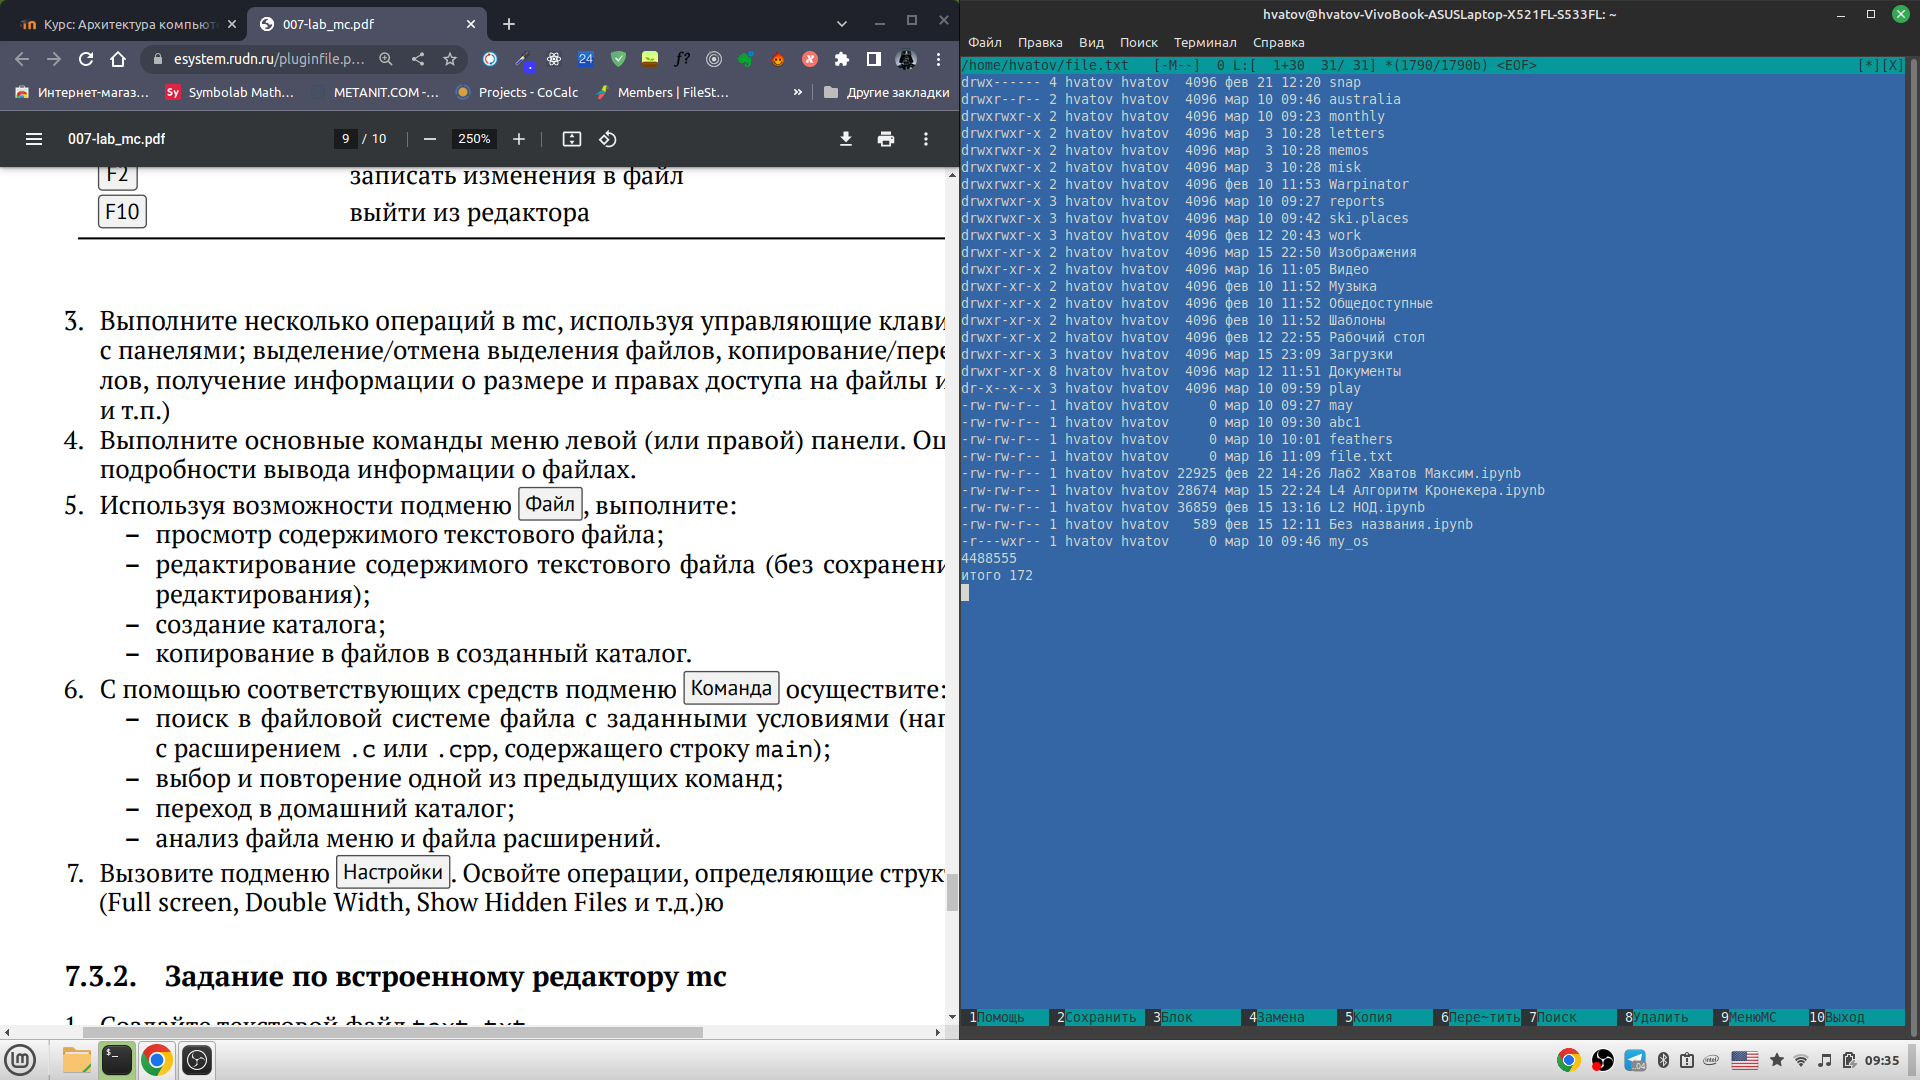 Курс: Архитектура компьют
007-lab_mc.pdf
esystem.rudn.ru/pluginfile.p...
24
f?
Интернет-магаз...
Sy Symbolab Math...
METANIT.COM -...
Projects - CoCalc
Members | FileSt...
»
Другие закладки
007-lab_mc.pdf
9 / 10
250%
F2 записать изменения в файл
F10 выйти из редактора
3. Выполните несколько операций в mc, используя управляющие клави
с панелями; выделение/отмена выделения файлов, копирование/пере
лов, получение информации о размере и правах доступа на файлы и
и т.п.)
4. Выполните основные команды меню левой (или правой) панели. Оц
подробности вывода информации о файлах.
5. Используя возможности подменю Файл, выполните:
– просмотр содержимого текстового файла;
– редактирование содержимого текстового файла (без сохранени
редактирования);
– создание каталога;
– копирование в файлов в созданный каталог.
6. С помощью соответствующих средств подменю Команда осуществите:
– поиск в файловой системе файла с заданными условиями (нап
с расширением .c или .cpp, содержащего строку main);
– выбор и повторение одной из предыдущих команд;
– переход в домашний каталог;
– анализ файла меню и файла расширений.
7. Вызовите подменю Настройки. Освойте операции, определяющие струк
(Full screen, Double Width, Show Hidden Files и т.д.)ю
7.3.2. Задание по встроенному редактору mc
1. Создайте текстовой файл text.txt
hvatov@hvatov-VivoBook-ASUSLaptop-X521FL-S533FL: ~
Файл Правка Вид Поиск Терминал Справка
/home/hvatov/file.txt [-M--] 0 L:[ 1+30 31/ 31] *(1790/1790b) <EOF> [*][X]
drwx------ 4 hvatov hvatov 4096 фев 21 12:20 snap
drwxr--r-- 2 hvatov hvatov 4096 мар 10 09:46 australia
drwxrwxr-x 2 hvatov hvatov 4096 мар 10 09:23 monthly
drwxrwxr-x 2 hvatov hvatov 4096 мар 3 10:28 letters
drwxrwxr-x 2 hvatov hvatov 4096 мар 3 10:28 memos
drwxrwxr-x 2 hvatov hvatov 4096 мар 3 10:28 misk
drwxrwxr-x 2 hvatov hvatov 4096 фев 10 11:53 Warpinator
drwxrwxr-x 3 hvatov hvatov 4096 мар 10 09:27 reports
drwxrwxr-x 3 hvatov hvatov 4096 мар 10 09:42 ski.places
drwxrwxr-x 3 hvatov hvatov 4096 фев 12 20:43 work
drwxr-xr-x 2 hvatov hvatov 4096 мар 15 22:50 Изображения
drwxr-xr-x 2 hvatov hvatov 4096 мар 16 11:05 Видео
drwxr-xr-x 2 hvatov hvatov 4096 фев 10 11:52 Музыка
drwxr-xr-x 2 hvatov hvatov 4096 фев 10 11:52 Общедоступные
drwxr-xr-x 2 hvatov hvatov 4096 фев 10 11:52 Шаблоны
drwxr-xr-x 2 hvatov hvatov 4096 фев 12 22:55 Рабочий стол
drwxr-xr-x 3 hvatov hvatov 4096 мар 15 23:09 Загрузки
drwxr-xr-x 8 hvatov hvatov 4096 мар 12 11:51 Документы
dr-x--x--x 3 hvatov hvatov 4096 мар 10 09:59 play
-rw-rw-r-- 1 hvatov hvatov 0 мар 10 09:27 may
-rw-rw-r-- 1 hvatov hvatov 0 мар 10 09:30 abc1
-rw-rw-r-- 1 hvatov hvatov 0 мар 10 10:01 feathers
-rw-rw-r-- 1 hvatov hvatov 0 мар 16 11:09 file.txt
-rw-rw-r-- 1 hvatov hvatov 22925 фев 22 14:26 Лаб2 Хватов Максим.ipynb
-rw-rw-r-- 1 hvatov hvatov 28674 мар 15 22:24 L4 Алгоритм Кронекера.ipynb
-rw-rw-r-- 1 hvatov hvatov 36859 фев 15 13:16 L2 НОД.ipynb
-rw-rw-r-- 1 hvatov hvatov 589 фев 15 12:11 Без названия.ipynb
-r---wxr-- 1 hvatov hvatov 0 мар 10 09:46 my_os
4488555
итого 172
1Помощь 2Сохранить 3Блок 4Замена 5Копия 6Пере~тить 7Поиск 8Удалить 9МенюMC 10Выход
09:35